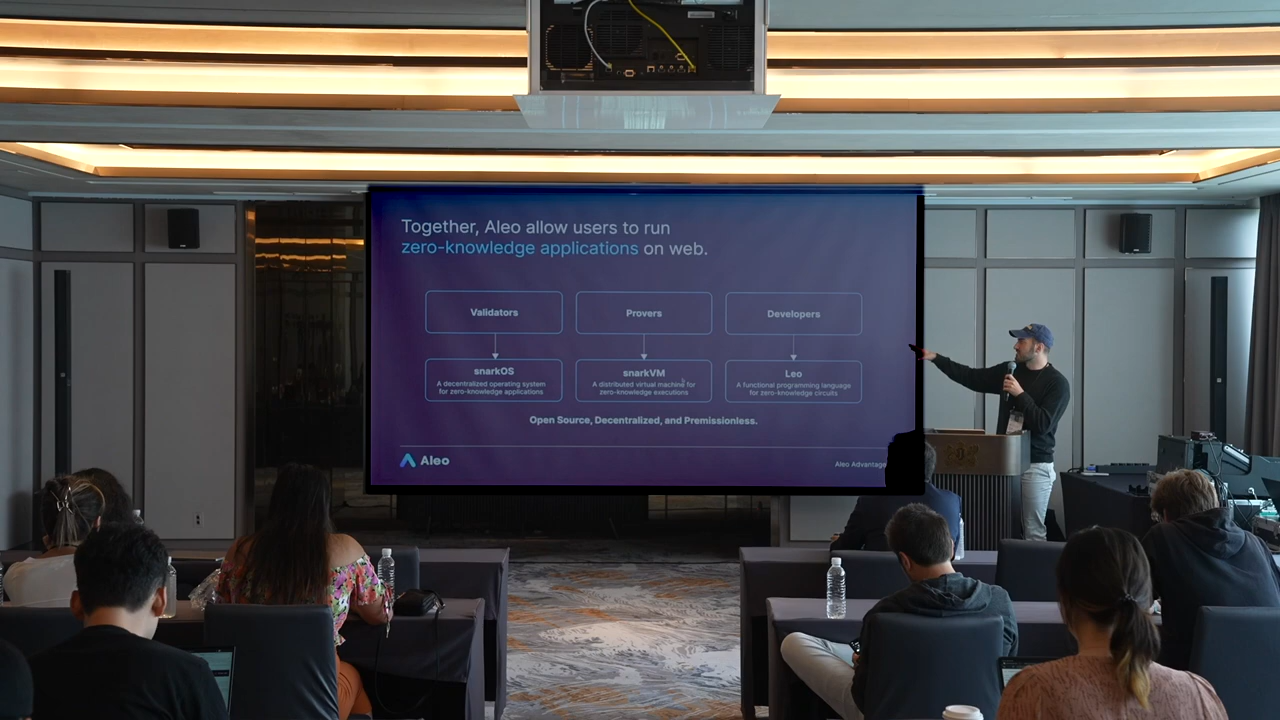 Together, Aleo allow users to run
zero-knowledge applications on web.
Validators
Provers
Developers
snarkOS
A decentralized operating system
for zero-knowledge applications
snarkVM
A distributed virtual machine for
zero-knowledge executions
Leo
A functional programming language
for zero-knowledge circuits
Open Source, Decentralized, and Premissionless.
Aleo
Aleo Advantage